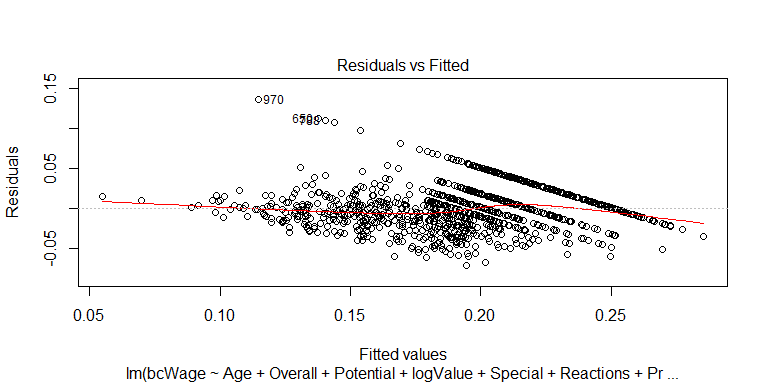 Residuals vs Fitted
Residuals
0.15
0.05
-0.05
970
0.05
0.10
0.15
0.20
0.25
Fitted values
lm(bcWage ~ Age + Overall + Potential + logValue + Special + Reactions + Pr ...